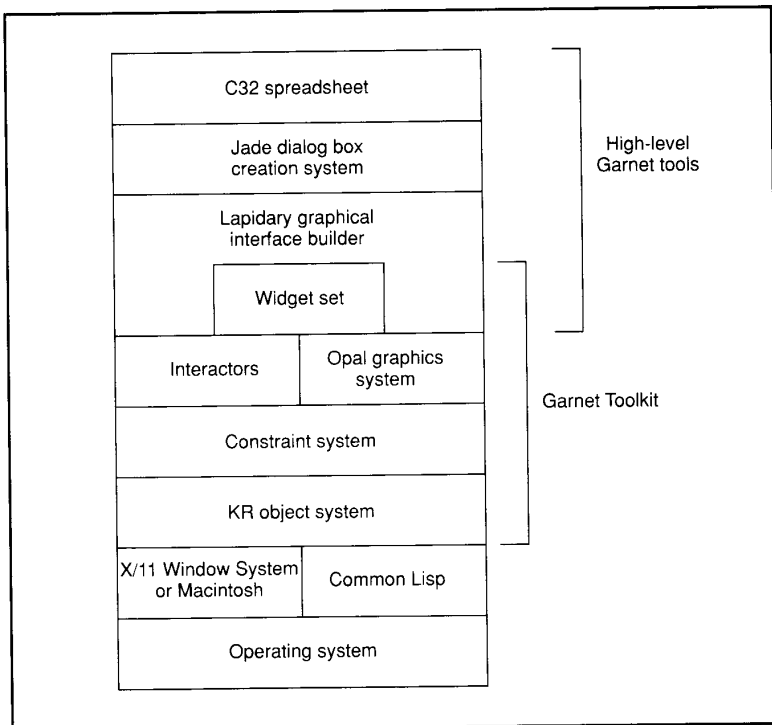 C32 spreadsheet
Jade dialog box
creation system
High-level
Garnet tools
Lapidary graphical
interface builder
Widget set
Interactors
Opal graphics
system
Garnet Toolkit
Constraint system
KR object system
X/11 Window System
or Macintosh
Common Lisp
Operating system